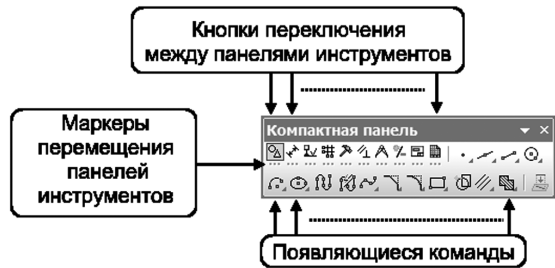 Кнопки переключения
между панелями инструментов
Маркеры
перемещения
панелей
инструментов
Компактная панель
Появляющиеся команды